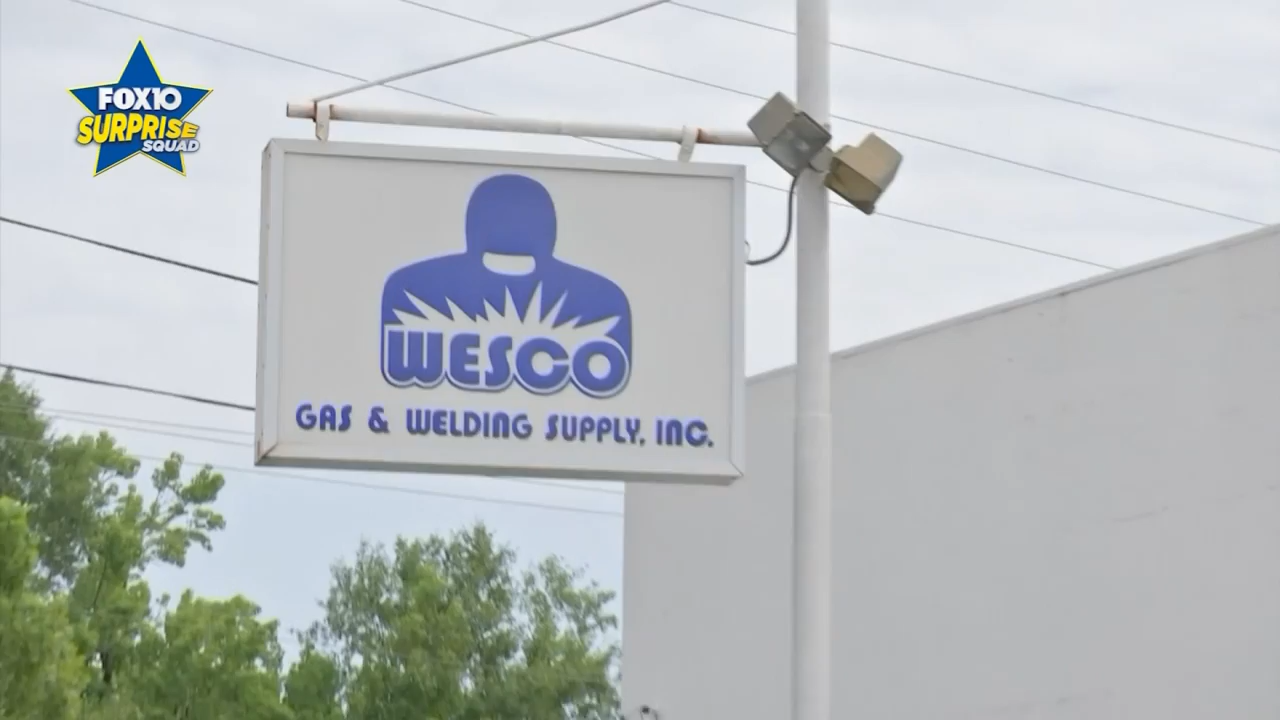 FOX10
SURPRISE
SQUAD
WESCO
GAS & WELDING SUPPLY, INC.